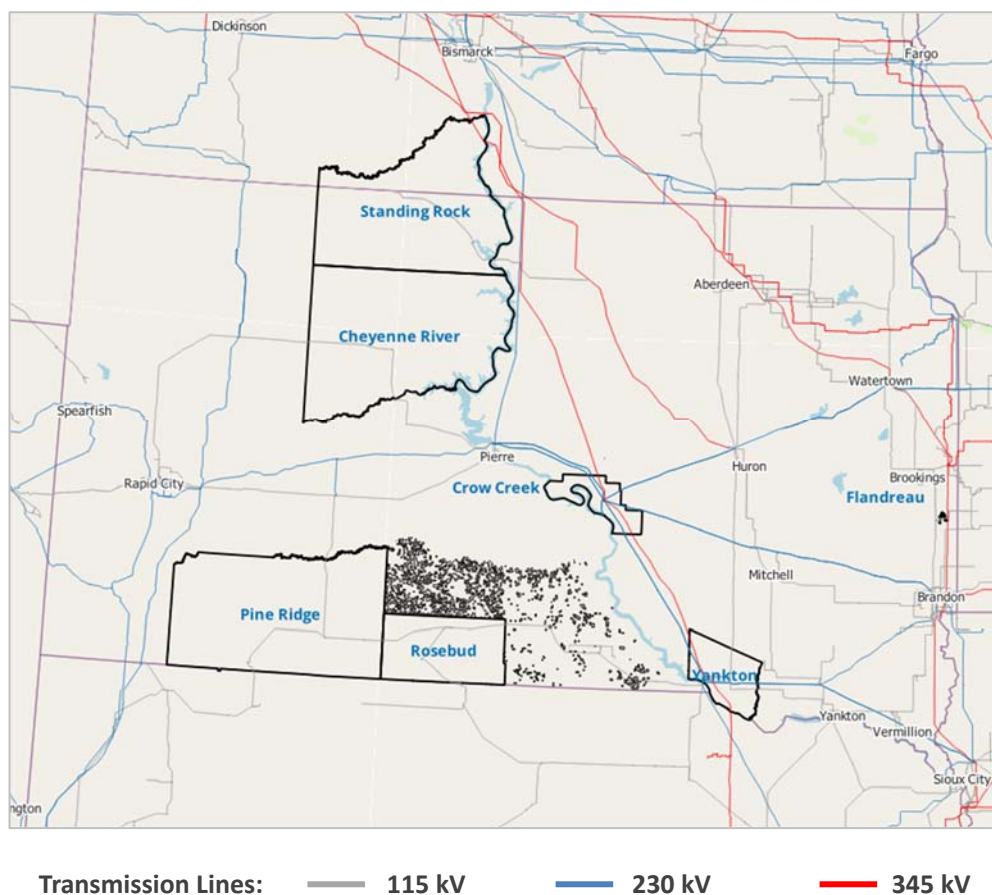 Dickinson
Bismarck
Fargo
Standing Rock
Aberdeen
Cheyenne River
Watertown
Spearfish
Pierre
Huron
Rapid City
Brookings
Crow Creek
Flandreau
Mitchell
Brandon
Pine Ridge
Rosebud
Yankton
Yankton
Vermillion
Sioux City
ngton
Transmission Lines: 115 kV 230 kV 345 kV